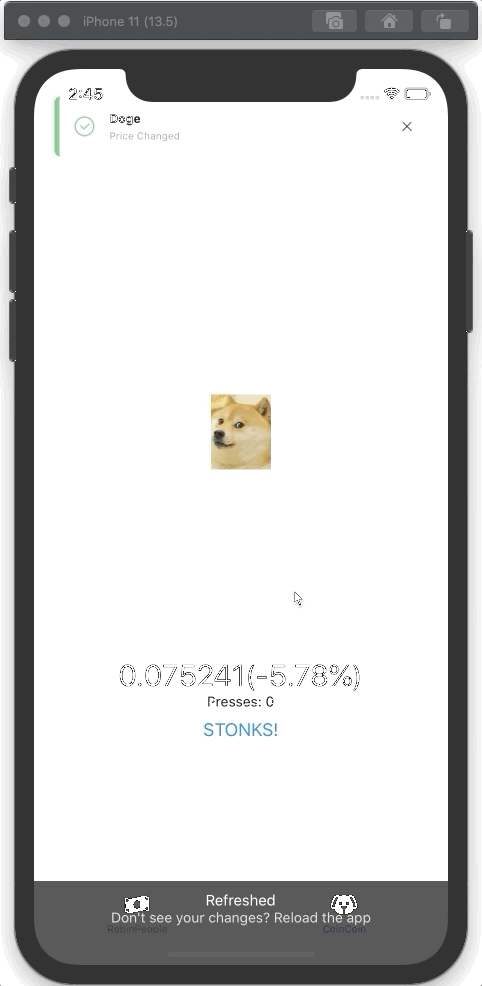 iPhone 11 (13.5)
2:45
Doge
Price Changed
0.075241(-5.78%)
Presses: 0
STONKS!
Refreshed
Don't see your changes? Reload the app
RobinPeople
CoinCoin